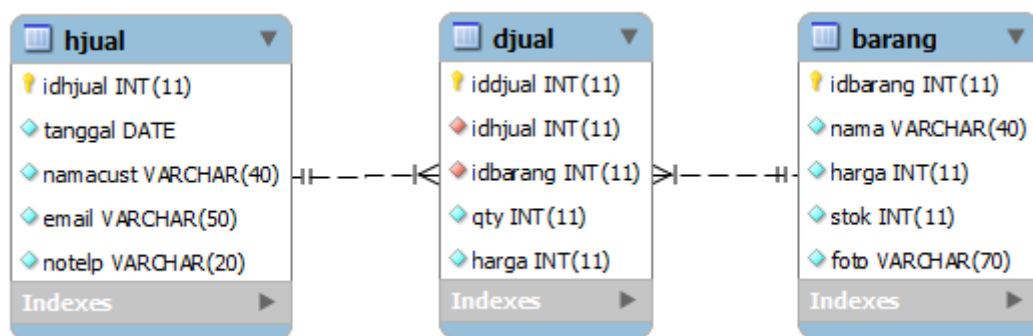 hjual
idhjual INT(11)
tanggal DATE
namacust VARCHAR(40)
email VARCHAR(50)
notelp VARCHAR(20)
Indexes
djual
iddjual INT(11)
idhjual INT(11)
idbarang INT(11)
qty INT(11)
harga INT(11)
Indexes
barang
idbarang INT(11)
nama VARCHAR(40)
harga INT(11)
stok INT(11)
foto VARCHAR(70)
Indexes